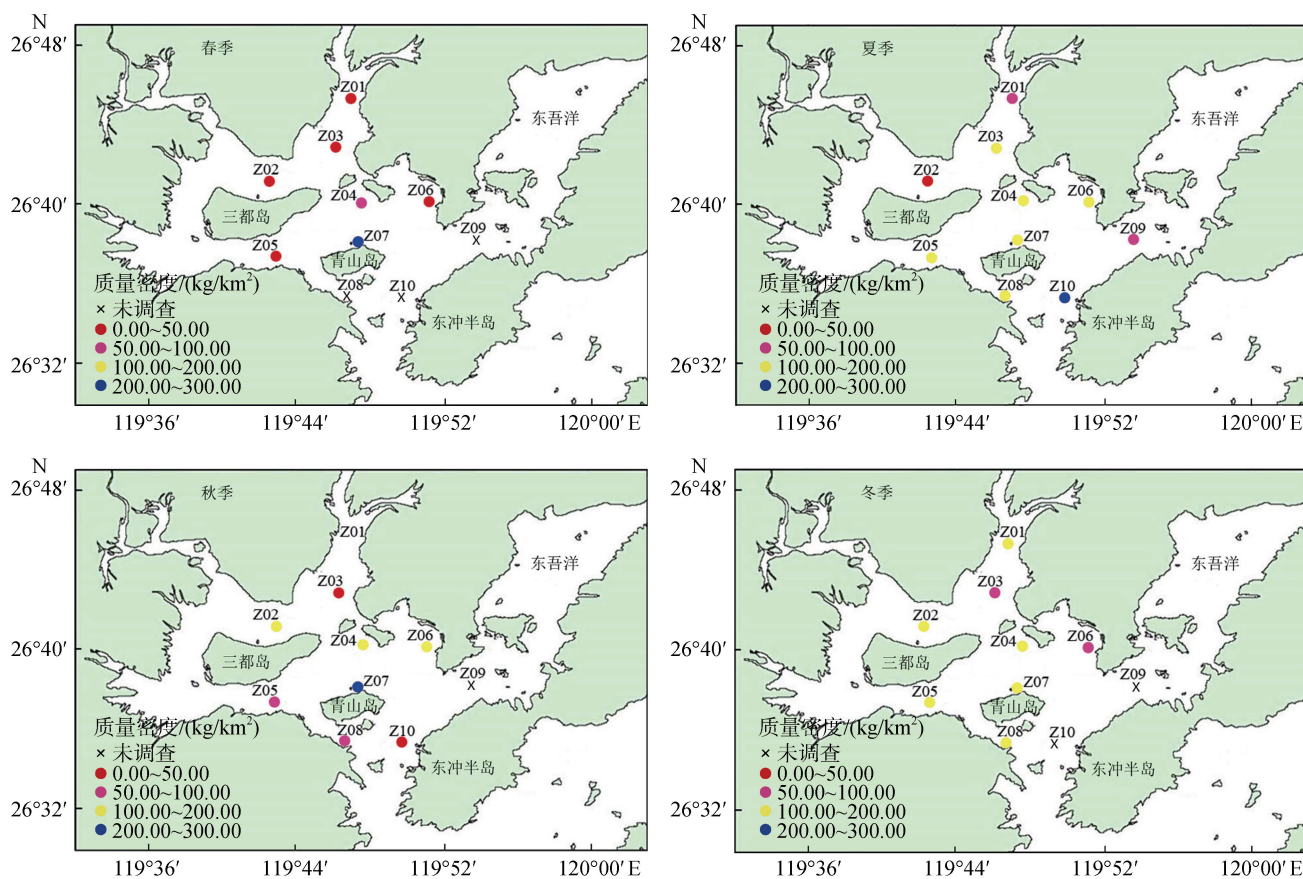 N
26°48′
26°40′
26°32′
春季
Z01
Z03
Z02
Z04
Z06
Z09
Z07
Z05
Z08
Z10
东吾洋
三都岛
青山岛
东冲半岛
质量密度/(kg/km²)
× 未调查
0.00~50.00
50.00~100.00
100.00~200.00
200.00~300.00
119°36′ 119°44′ 119°52′ 120°00′ E
N
26°48′
26°40′
26°32′
夏季
Z01
Z03
Z02
Z04
Z06
Z09
Z07
Z05
Z08
Z10
东吾洋
三都岛
青山岛
东冲半岛
质量密度/(kg/km²)
× 未调查
0.00~50.00
50.00~100.00
100.00~200.00
200.00~300.00
119°36′ 119°44′ 119°52′ 120°00′ E
N
26°48′
26°40′
26°32′
秋季
Z01
Z03
Z02
Z04
Z06
Z09
Z07
Z05
Z08
Z10
东吾洋
三都岛
青山岛
东冲半岛
质量密度/(kg/km²)
× 未调查
0.00~50.00
50.00~100.00
100.00~200.00
200.00~300.00
119°36′ 119°44′ 119°52′ 120°00′ E
N
26°48′
26°40′
26°32′
冬季
Z01
Z03
Z02
Z04
Z06
Z09
Z07
Z05
Z08
Z10
东吾洋
三都岛
青山岛
东冲半岛
质量密度/(kg/km²)
× 未调查
0.00~50.00
50.00~100.00
100.00~200.00
200.00~300.00
119°36′ 119°44′ 119°52′ 120°00′ E